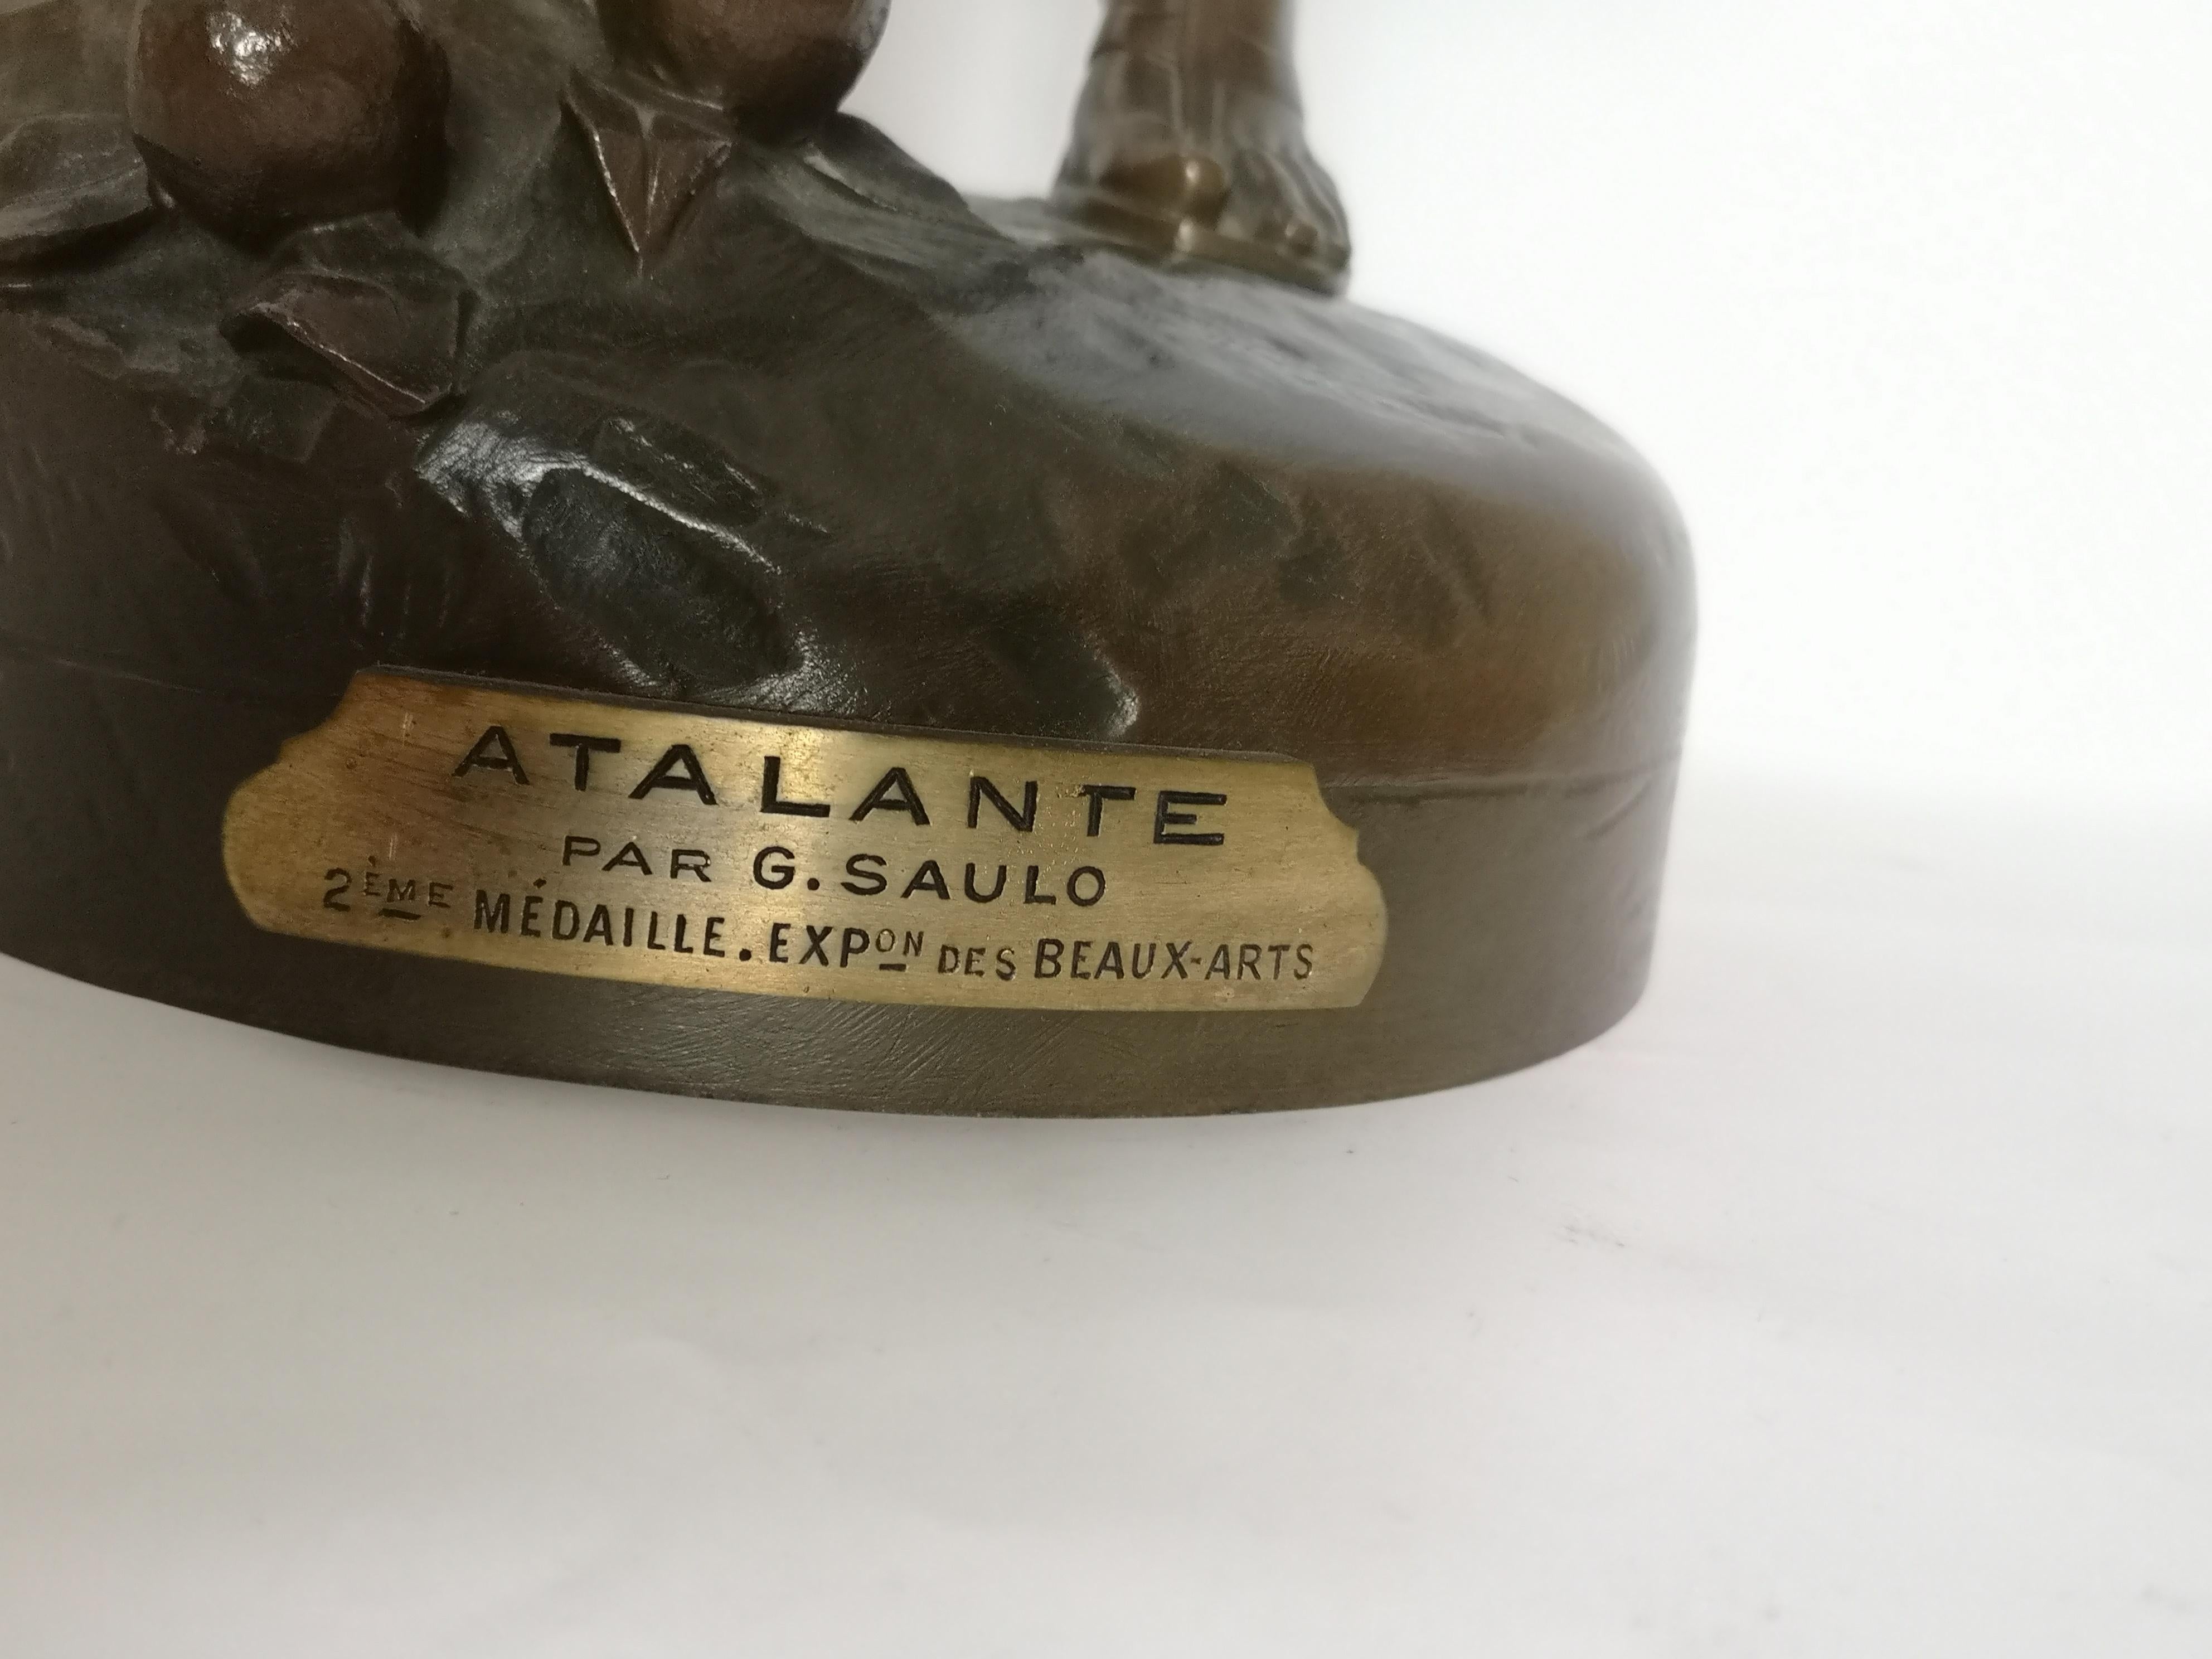 ATALANTE
PAR G. SAULO
2ÈME MÉDAILLE. EXPON DES BEAUX-ARTS